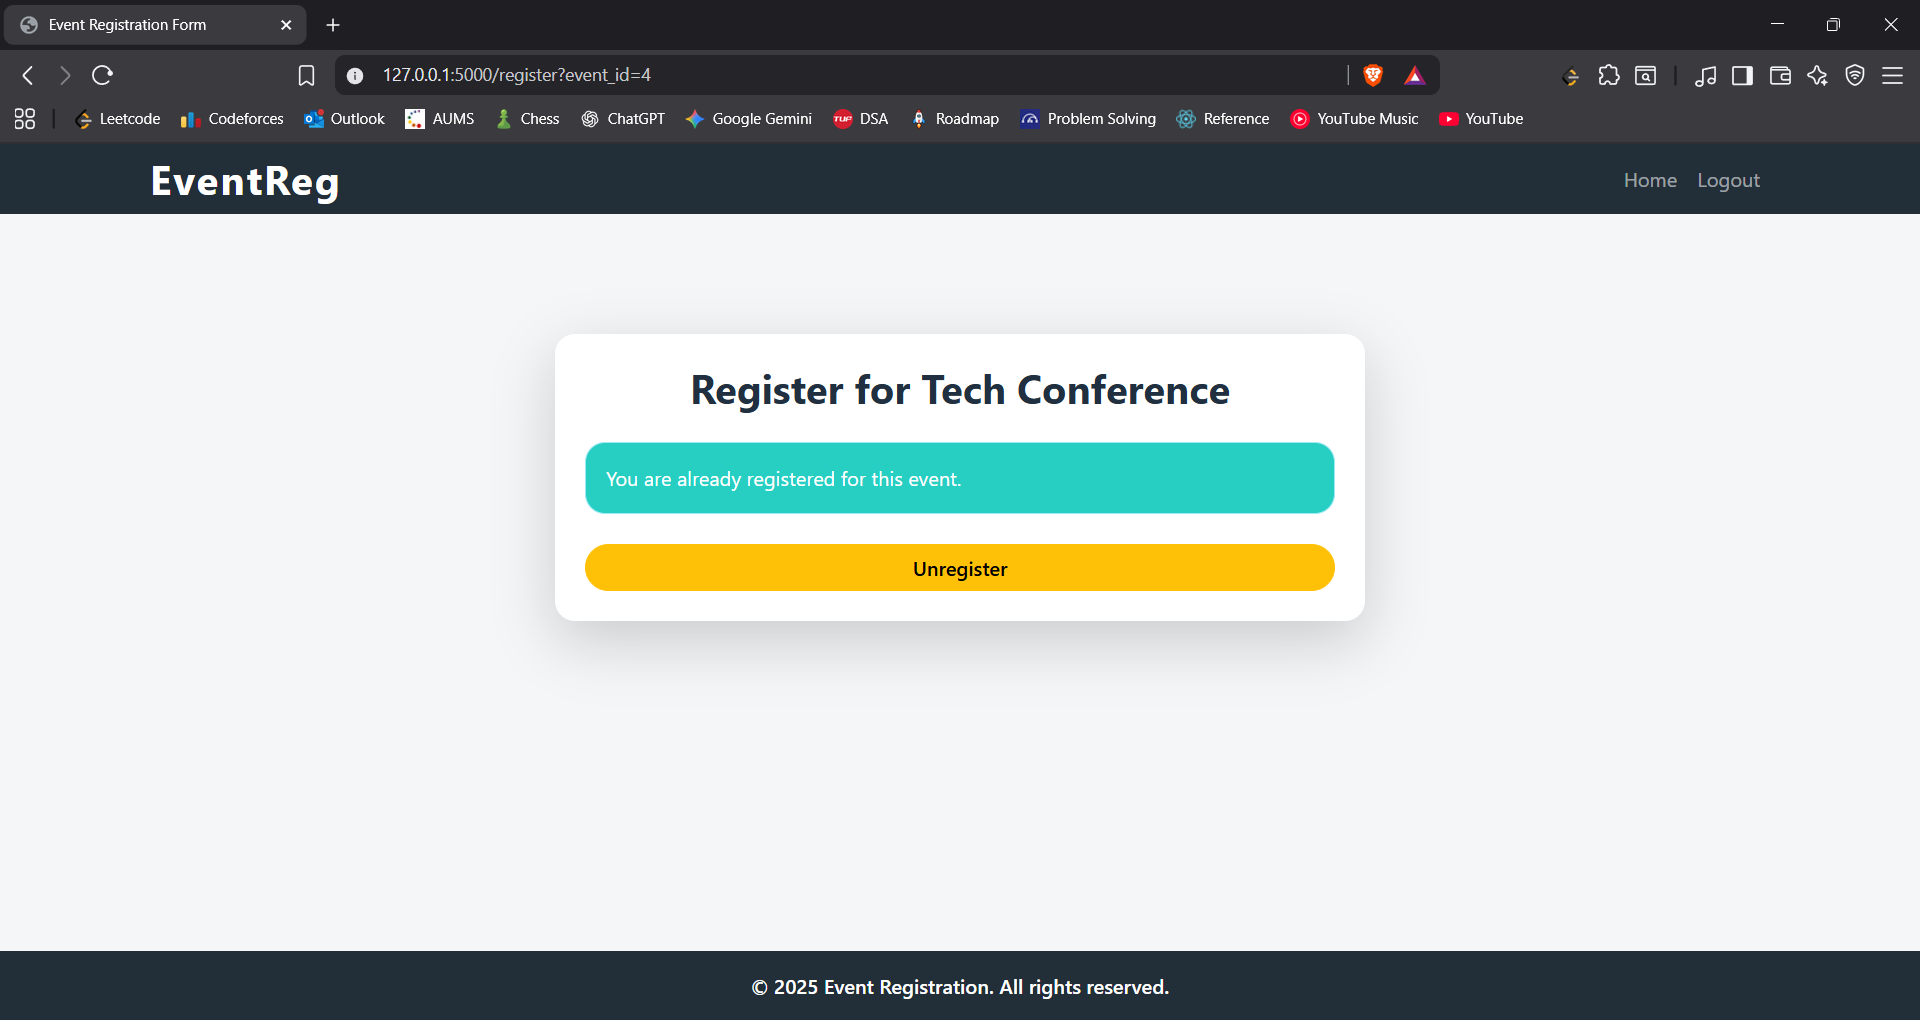 Event Registration Form
127.0.0.1:5000/register?event_id=4
Leetcode Codeforces Outlook AUMS Chess ChatGPT Google Gemini TUF DSA Roadmap Problem Solving Reference YouTube Music YouTube
EventReg Home Logout
Register for Tech Conference
You are already registered for this event.
Unregister
© 2025 Event Registration. All rights reserved.